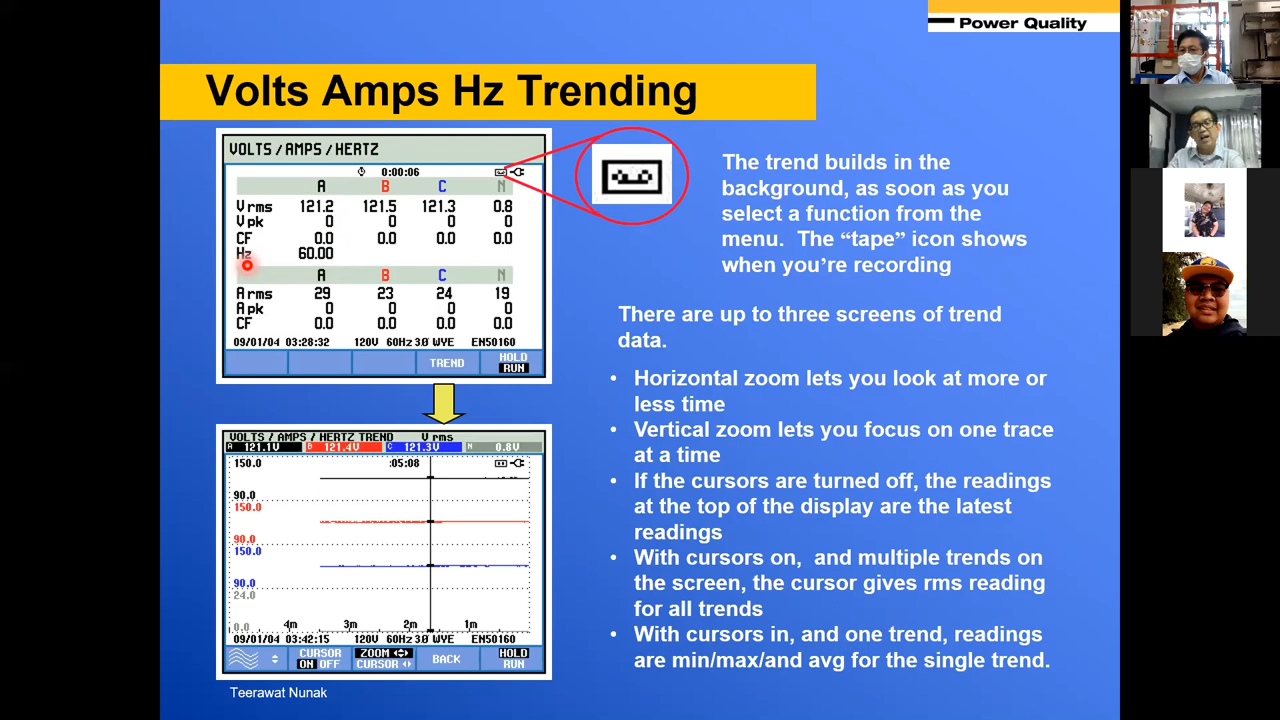 Power Quality
Volts Amps Hz Trending
VOLTS / AMPS / HERTZ
0:00:06
A B C N
Vrms 121.2 121.5 121.3 0.8
Vpk 0 0 0 0
CF 0.0 0.0 0.0 0.0
Hz 60.00
A B C N
Arms 29 23 24 19
Apk 0 0 0 0
CF 0.0 0.0 0.0 0.0
09/01/04 03:28:32 120V 60Hz 3Ø WYE EN50160
TREND HOLD
RUN
The trend builds in the
background, as soon as you
select a function from the
menu. The “tape” icon shows
when you’re recording
There are up to three screens of trend
data.
• Horizontal zoom lets you look at more or
less time
• Vertical zoom lets you focus on one trace
at a time
• If the cursors are turned off, the readings
at the top of the display are the latest
readings
• With cursors on, and multiple trends on
the screen, the cursor gives rms reading
for all trends
• With cursors in, and one trend, readings
are min/max/and avg for the single trend.
VOLTS / AMPS / HERTZ TREND V rms
A 121.1V B 121.4V C 121.3V N 0.8V
150.0 :05:08
90.0
150.0
90.0
150.0
90.0
24.0
0.0 4m 3m 2m 1m
09/01/04 03:42:15 120V 60Hz 3Ø WYE EN50160
CURSOR ZOOM BACK HOLD
ON OFF CURSOR RUN
Teerawat Nunak